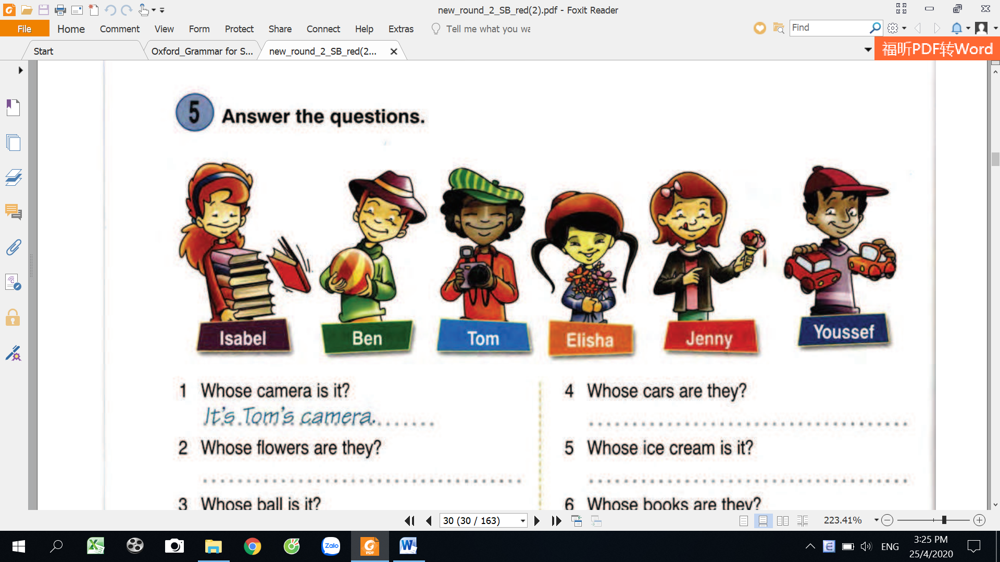 new_round_2_SB_red(2).pdf - Foxit Reader
File Home Comment View Form Protect Share Connect Help Extras Tell me what you wa
Find
Start
Oxford_Grammar for S...
new_round_2_SB_red(2...
福昕PDF转Word
5 Answer the questions.
Isabel
Ben
Tom
Elisha
Jenny
Youssef
1 Whose camera is it?
It's Tom's camera.
2 Whose flowers are they?
3 Whose ball is it?
4 Whose cars are they?
5 Whose ice cream is it?
6 Whose books are they?
30 (30 / 163)
223.41%
Zalo
PDF
ENG
3:25 PM
25/4/2020